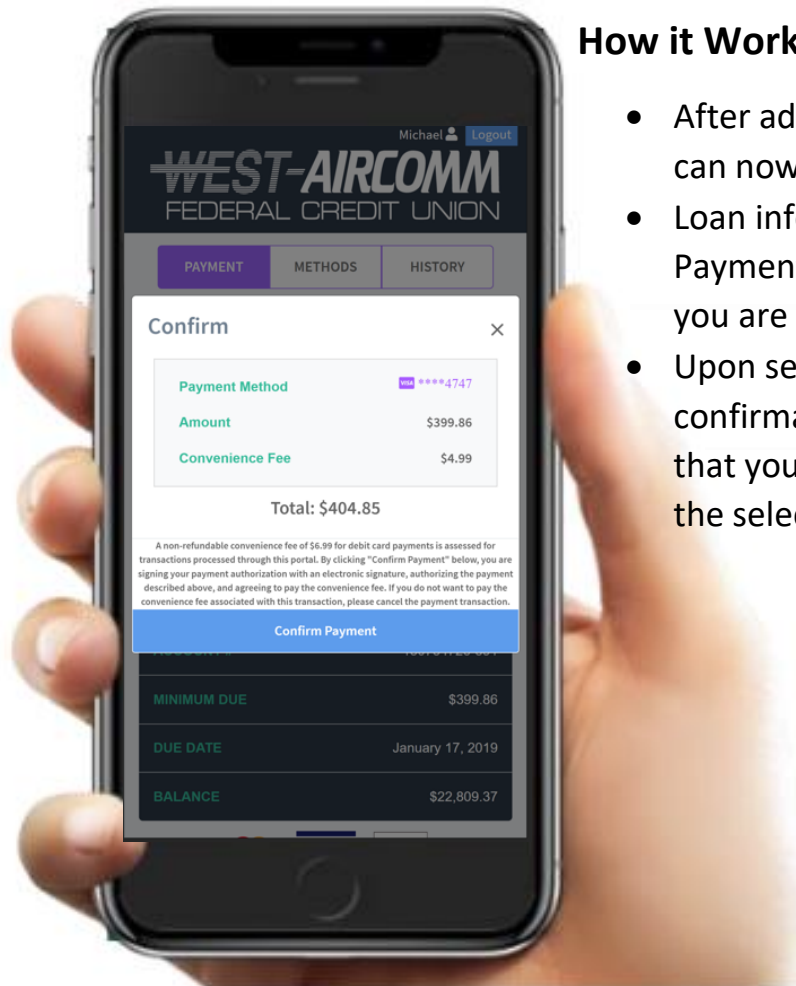 How it Work
• After ad
can now
• Loan inf
Paymen
you are
• Upon se
confirma
that you
the selec
Michael Logout
WEST-AIRCOMM
FEDERAL CREDIT UNION
PAYMENT METHODS HISTORY
Confirm ×
Payment Method VISA ****4747
Amount $399.86
Convenience Fee $4.99
Total: $404.85
A non-refundable convenience fee of $6.99 for debit card payments is assessed for
transactions processed through this portal. By clicking "Confirm Payment" below, you are
signing your payment authorization with an electronic signature, authorizing the payment
described above, and agreeing to pay the convenience fee. If you do not want to pay the
convenience fee associated with this transaction, please cancel the payment transaction.
Confirm Payment
MINIMUM DUE $399.86
DUE DATE January 17, 2019
BALANCE $22,809.37